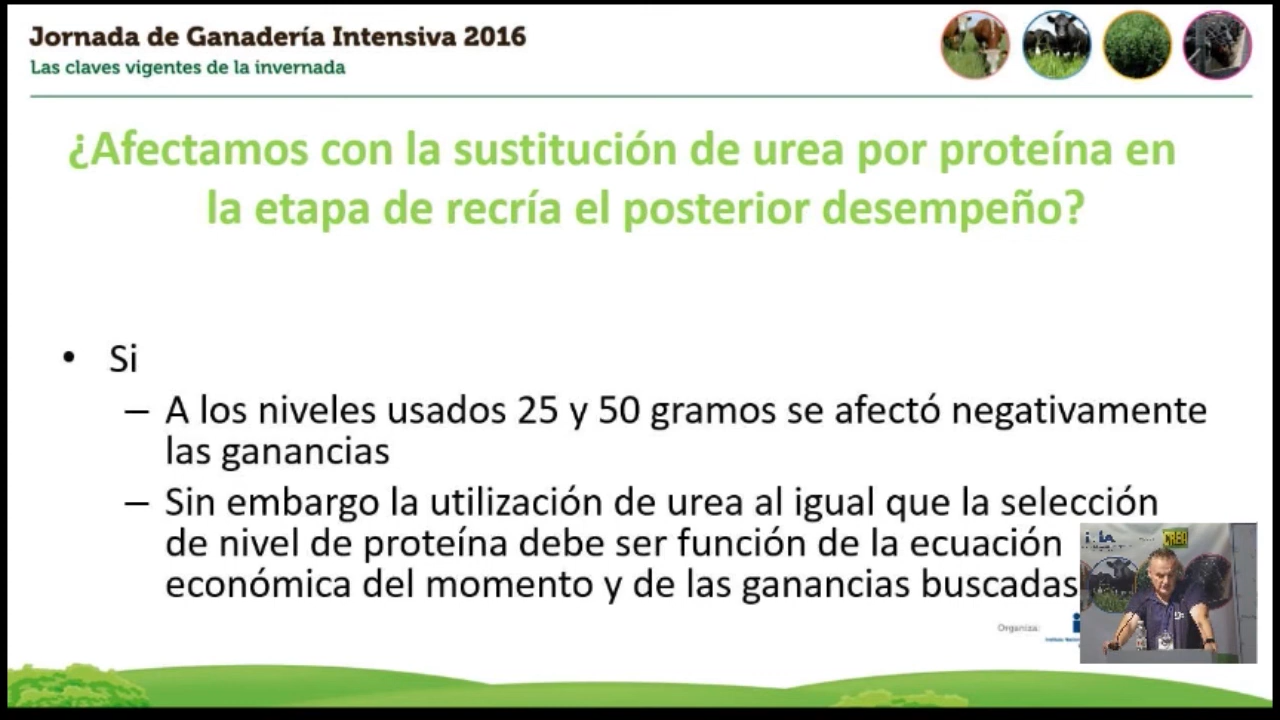 Jornada de Ganadería Intensiva 2016
Las claves vigentes de la invernada
¿Afectamos con la sustitución de urea por proteína en
la etapa de recría el posterior desempeño?
• Si
– A los niveles usados 25 y 50 gramos se afectó negativamente
las ganancias
– Sin embargo la utilización de urea al igual que la selección
de nivel de proteína debe ser función de la ecuación
económica del momento y de las ganancias buscadas
CREA
Organiza: